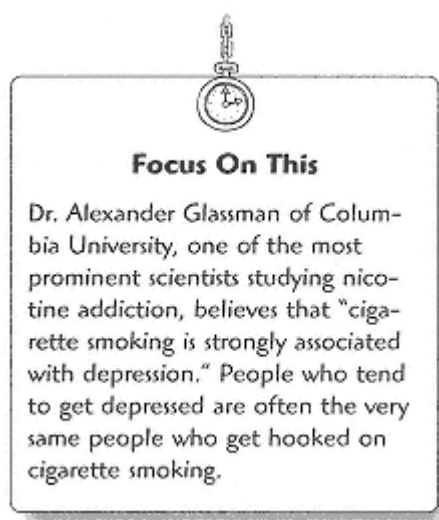 Focus On This
Dr. Alexander Glassman of Colum-
bia University, one of the most
prominent scientists studying nico-
tine addiction, believes that "ciga-
rette smoking is strongly associated
with depression." People who tend
to get depressed are often the very
same people who get hooked on
cigarette smoking.